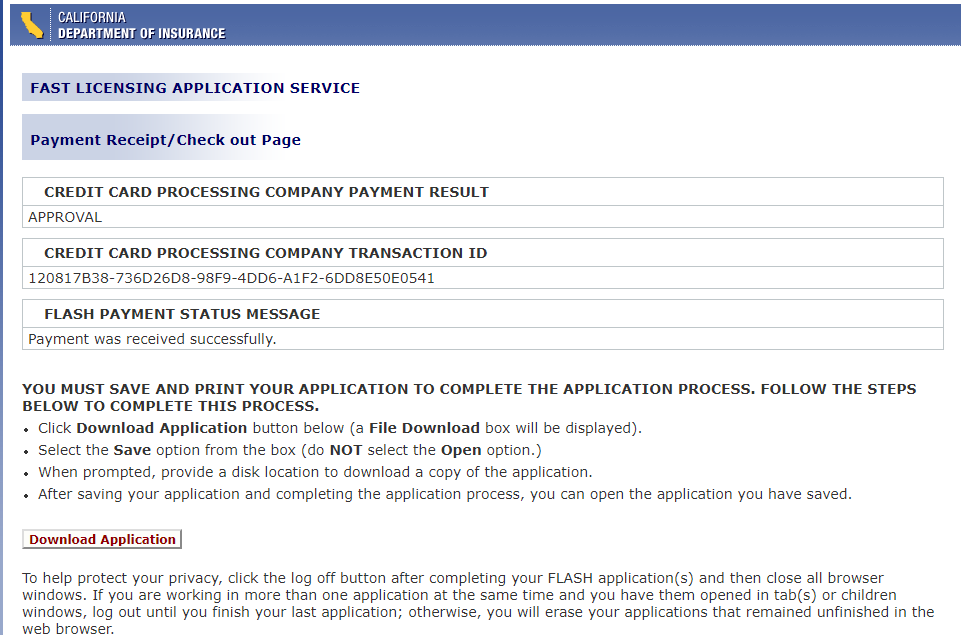 CALIFORNIA
DEPARTMENT OF INSURANCE
FAST LICENSING APPLICATION SERVICE
Payment Receipt/Check out Page
CREDIT CARD PROCESSING COMPANY PAYMENT RESULT
APPROVAL
CREDIT CARD PROCESSING COMPANY TRANSACTION ID
120817B38-736D26D8-98F9-4DD6-A1F2-6DD8E50E0541
FLASH PAYMENT STATUS MESSAGE
Payment was received successfully.
YOU MUST SAVE AND PRINT YOUR APPLICATION TO COMPLETE THE APPLICATION PROCESS. FOLLOW THE STEPS
BELOW TO COMPLETE THIS PROCESS.
• Click Download Application button below (a File Download box will be displayed).
• Select the Save option from the box (do NOT select the Open option.)
• When prompted, provide a disk location to download a copy of the application.
• After saving your application and completing the application process, you can open the application you have saved.
Download Application
To help protect your privacy, click the log off button after completing your FLASH application(s) and then close all browser
windows. If you are working in more than one application at the same time and you have them opened in tab(s) or children
windows, log out until you finish your last application; otherwise, you will erase your applications that remained unfinished in the
web browser.